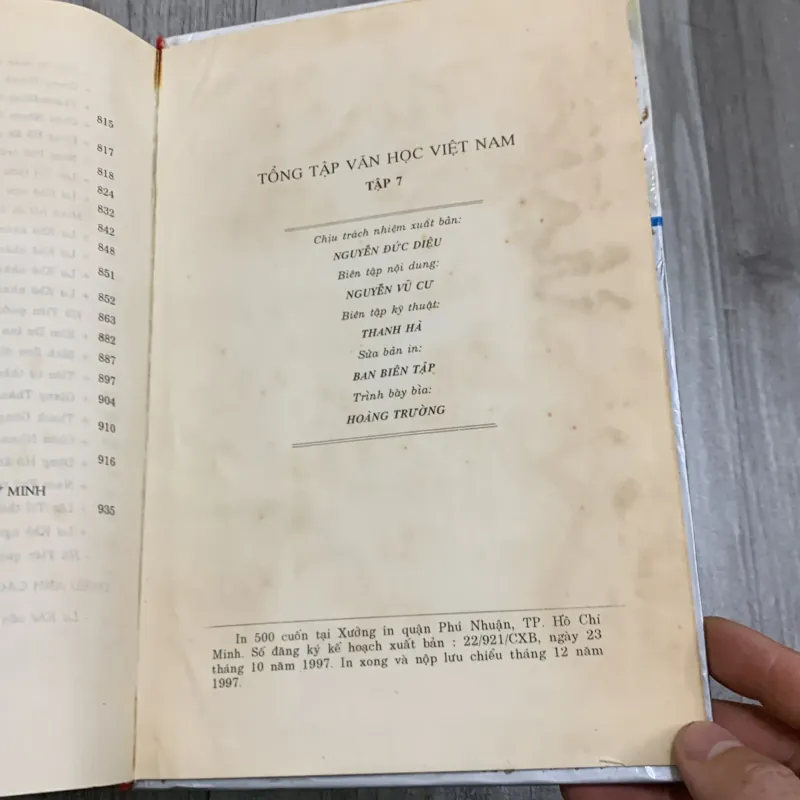 815
817
818
824
832
842
848
851
852
863
882
887
897
904
910
916
MINH
935
TỔNG TẬP VĂN HỌC VIỆT NAM
TẬP 7
Chịu trách nhiệm xuất bản:
NGUYỄN ĐỨC DIỆU
Biên tập nội dung:
NGUYỄN VŨ CƯ
Biên tập kỹ thuật:
THANH HÀ
Sửa bản in:
BAN BIÊN TẬP
Trình bày bìa:
HOÀNG TRƯỜNG
In 500 cuốn tại Xưởng in quận Phú Nhuận, TP. Hồ Chí
Minh. Số đăng ký kế hoạch xuất bản : 22/921/CXB, ngày 23
tháng 10 năm 1997. In xong và nộp lưu chiểu tháng 12 năm
1997.